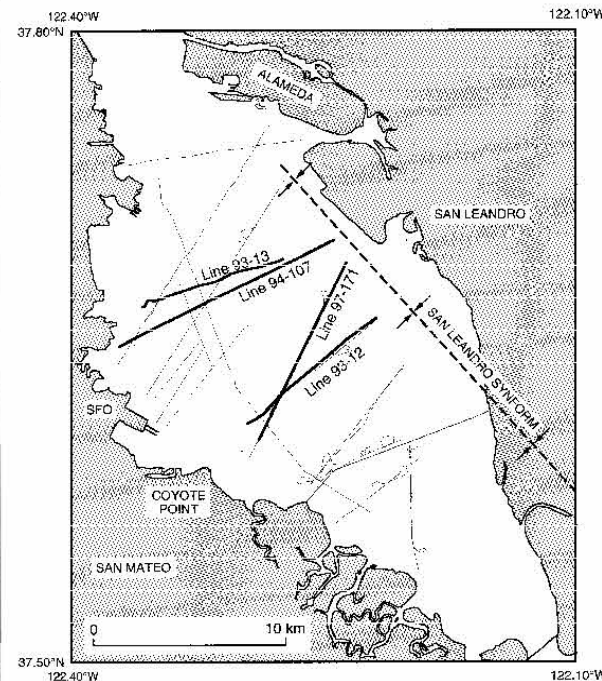 122.40°W
122.10°W
37.80°N
ALAMEDA
SAN LEANDRO
Line 93-13
Line 94-107
Line 97-171
Line 93-12
SAN LEANDRO SYNFORM
SFO
COYOTE
POINT
SAN MATEO
0
10 km
37.50°N
122.40°W
122.10°W